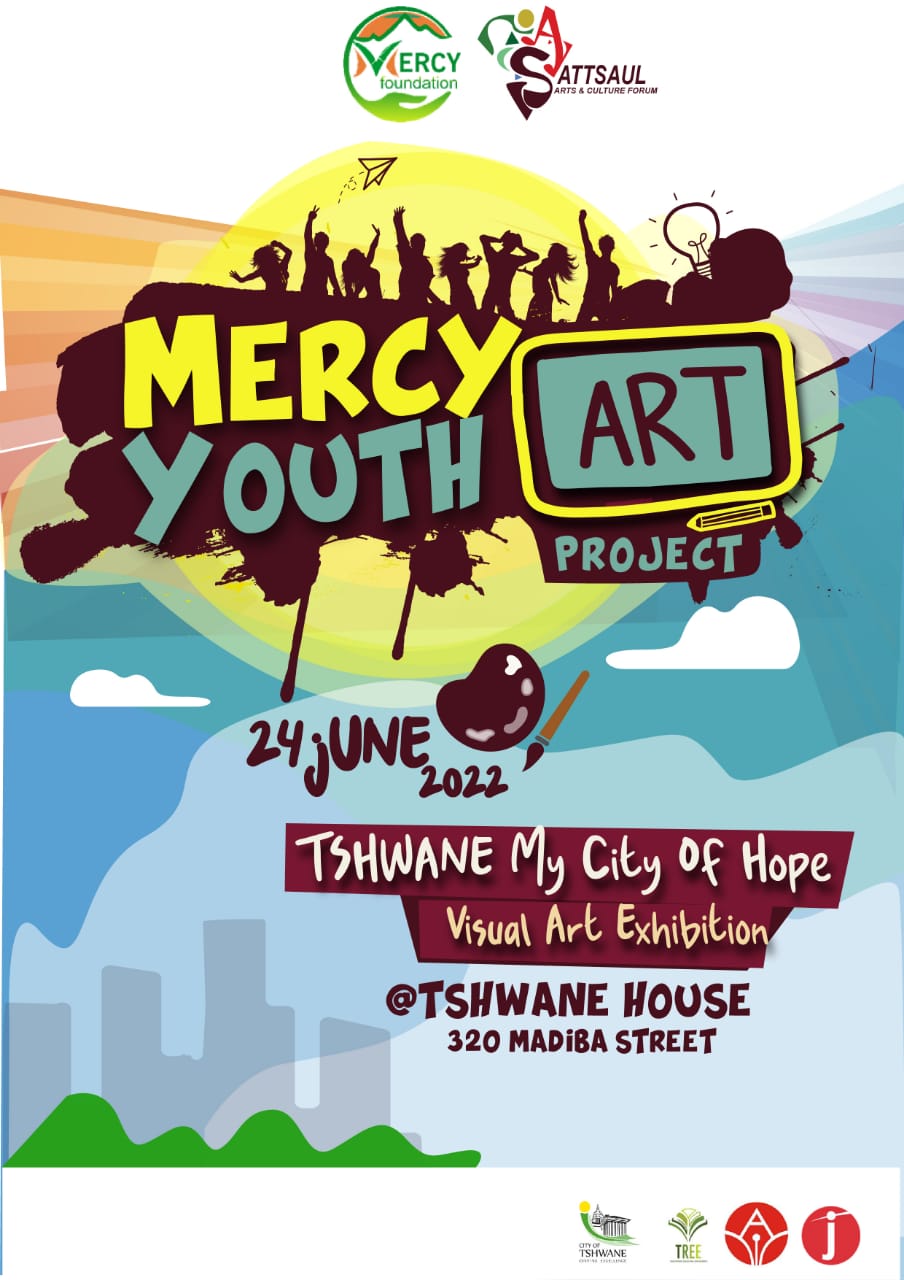 MERCY
foundation
ATTSAUL
ARTS & CULTURE FORUM
MERCY
YOUTH
ART
PROJECT
24 jUNE
2022
TSHWANE My City Of Hope
Visual Art Exhibition
@TSHWANE HOUSE
320 MADiBA STREET
CITY OF
TSHWANE
TREE